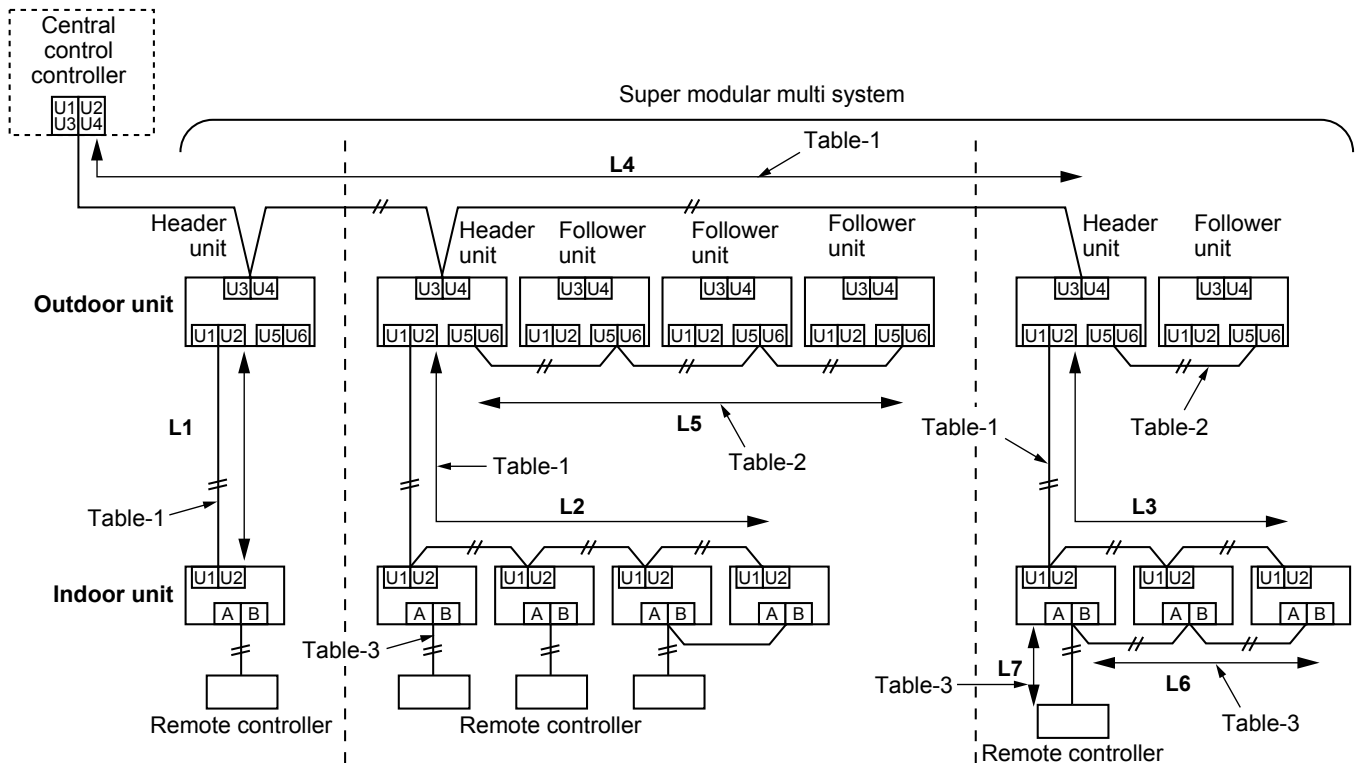 Central
control
controller
U1 U2
U3 U4
Super modular multi system
Table-1
L4
Header
unit
Header
unit
Follower
unit
Follower
unit
Follower
unit
Header
unit
Follower
unit
Outdoor unit
U3 U4
U3 U4
U3 U4
U3 U4
U3 U4
U3 U4
U3 U4
U1 U2 U5 U6
U1 U2 U5 U6
U1 U2 U5 U6
U1 U2 U5 U6
U1 U2 U5 U6
U1 U2 U5 U6
U1 U2 U5 U6
L1
L5
Table-1
Table-2
Table-1
Table-2
Table-1
L2
L3
Indoor unit
U1 U2
U1 U2
U1 U2
U1 U2
U1 U2
U1 U2
U1 U2
U1 U2
A B
A B
A B
A B
A B
A B
A B
A B
Table-3
L7
Table-3
L6
Table-3
Remote controller
Remote controller
Remote controller